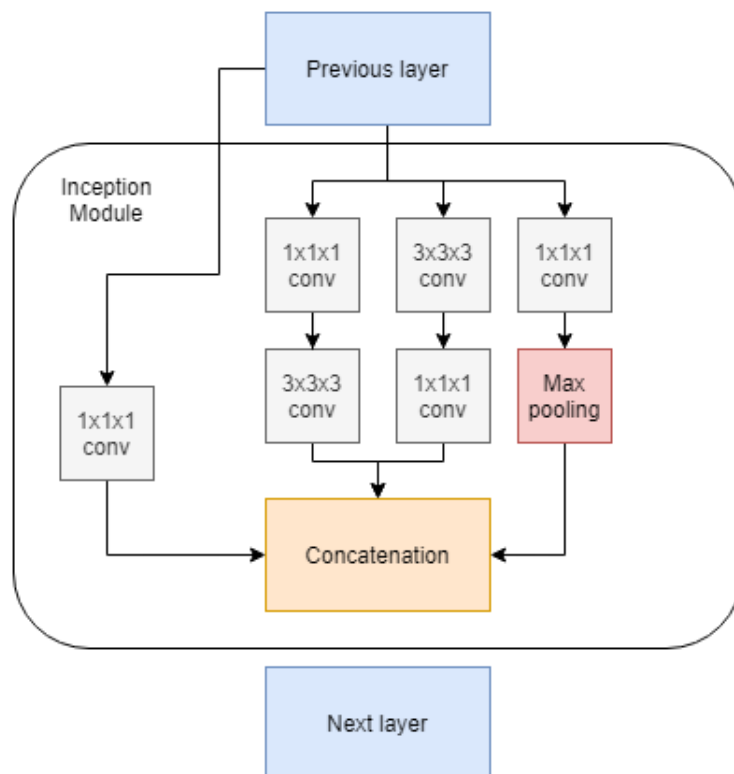 Previous layer
Inception
Module
1x1x1
conv
3x3x3
conv
1x1x1
conv
3x3x3
conv
1x1x1
conv
Max
pooling
1x1x1
conv
Concatenation
Next layer